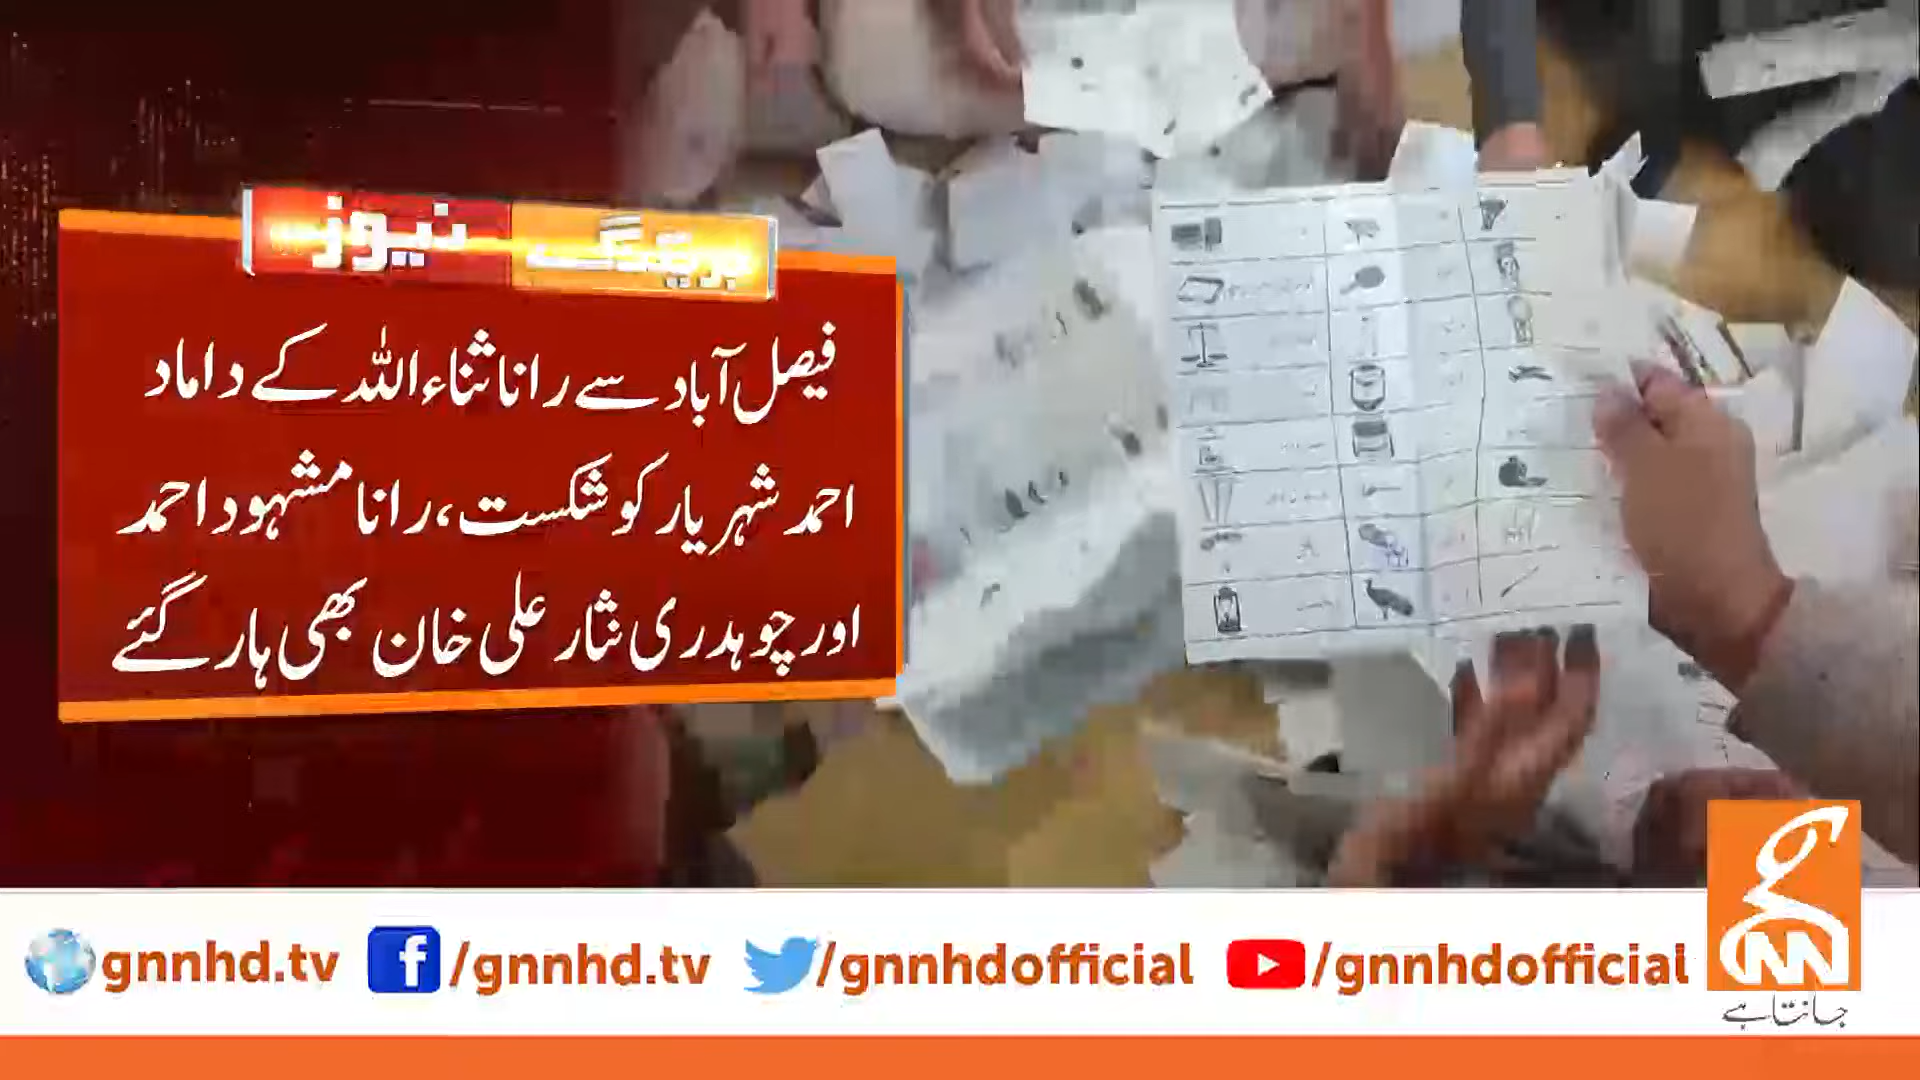 بریکنگ نیوز
فیصل آباد سے رانا ثناء اللہ کے داماد
احمد شہریار کو شکست، رانا مشہود احمد
اور چوہدری نثار علی خان بھی ہار گئے
gnnhd.tv /gnnhd.tv /gnnhdofficial /gnnhdofficial
GNN
جانتا ہے